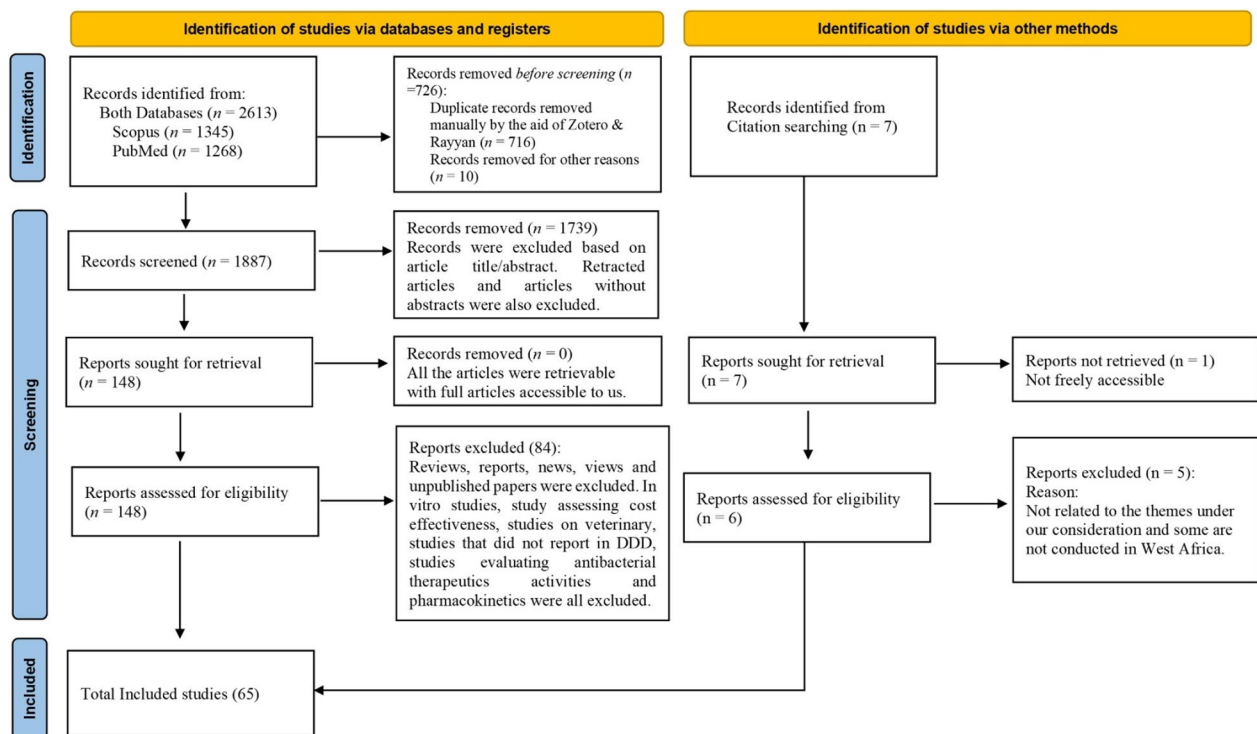 Identification of studies via databases and registers
Identification of studies via other methods
Identification
Records identified from:
Both Databases (n = 2613)
Scopus (n = 1345)
PubMed (n = 1268)
Records removed before screening (n
=726):
Duplicate records removed
manually by the aid of Zotero &
Rayyan (n = 716)
Records removed for other reasons
(n = 10)
Records identified from
Citation searching (n = 7)
Screening
Records screened (n = 1887)
Records removed (n = 1739)
Records were excluded based on
article title/abstract. Retracted
articles and articles without
abstracts were also excluded.
Reports sought for retrieval
(n = 148)
Records removed (n = 0)
All the articles were retrievable
with full articles accessible to us.
Reports sought for retrieval
(n = 7)
Reports not retrieved (n = 1)
Not freely accessible
Reports assessed for eligibility
(n = 148)
Reports excluded (84):
Reviews, reports, news, views and
unpublished papers were excluded. In
vitro studies, study assessing cost
effectiveness, studies on veterinary,
studies that did not report in DDD,
studies evaluating antibacterial
therapeutics activities and
pharmacokinetics were all excluded.
Reports assessed for eligibility
(n = 6)
Reports excluded (n = 5):
Reason:
Not related to the themes under
our consideration and some are
not conducted in West Africa.
Included
Total Included studies (65)